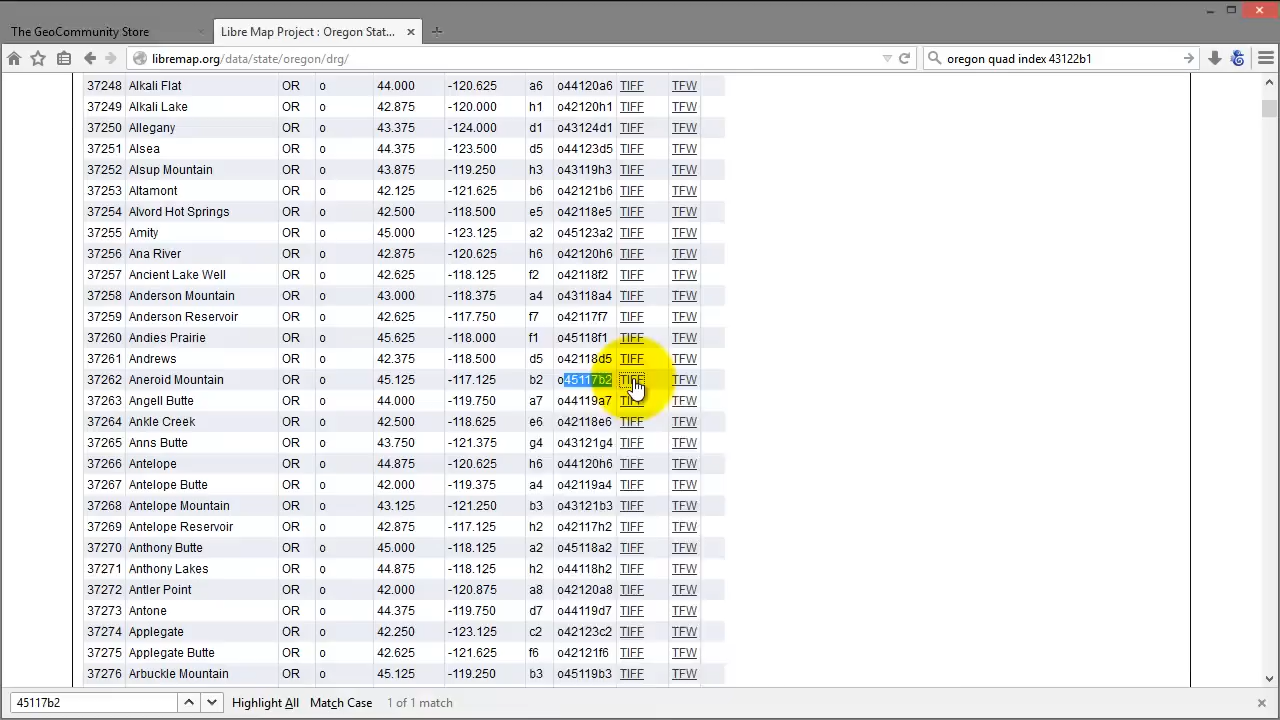 The GeoCommunity Store
Libre Map Project : Oregon Stat...
libremap.org/data/state/oregon/drg/
oregon quad index 43122b1
37248 Alkali Flat OR o 44.000 -120.625 a6 o44120a6 TIFF TFW
37249 Alkali Lake OR o 42.875 -120.000 h1 o42120h1 TIFF TFW
37250 Allegany OR o 43.375 -124.000 d1 o43124d1 TIFF TFW
37251 Alsea OR o 44.375 -123.500 d5 o44123d5 TIFF TFW
37252 Alsup Mountain OR o 43.875 -119.250 h3 o43119h3 TIFF TFW
37253 Altamont OR o 42.125 -121.625 b6 o42121b6 TIFF TFW
37254 Alvord Hot Springs OR o 42.500 -118.500 e5 o42118e5 TIFF TFW
37255 Amity OR o 45.000 -123.125 a2 o45123a2 TIFF TFW
37256 Ana River OR o 42.875 -120.625 h6 o42120h6 TIFF TFW
37257 Ancient Lake Well OR o 42.625 -118.125 f2 o42118f2 TIFF TFW
37258 Anderson Mountain OR o 43.000 -118.375 a4 o43118a4 TIFF TFW
37259 Anderson Reservoir OR o 42.625 -117.750 f7 o42117f7 TIFF TFW
37260 Andies Prairie OR o 45.625 -118.000 f1 o45118f1 TIFF TFW
37261 Andrews OR o 42.375 -118.500 d5 o42118d5 TIFF TFW
37262 Aneroid Mountain OR o 45.125 -117.125 b2 o45117b2 TIFF TFW
37263 Angell Butte OR o 44.000 -119.750 a7 o44119a7 TIFF TFW
37264 Ankle Creek OR o 42.500 -118.625 e6 o42118e6 TIFF TFW
37265 Anns Butte OR o 43.750 -121.375 g4 o43121g4 TIFF TFW
37266 Antelope OR o 44.875 -120.625 h6 o44120h6 TIFF TFW
37267 Antelope Butte OR o 42.000 -119.375 a4 o42119a4 TIFF TFW
37268 Antelope Mountain OR o 43.125 -121.250 b3 o43121b3 TIFF TFW
37269 Antelope Reservoir OR o 42.875 -117.125 h2 o42117h2 TIFF TFW
37270 Anthony Butte OR o 45.000 -118.125 a2 o45118a2 TIFF TFW
37271 Anthony Lakes OR o 44.875 -118.125 h2 o44118h2 TIFF TFW
37272 Antler Point OR o 42.000 -120.875 a8 o42120a8 TIFF TFW
37273 Antone OR o 44.375 -119.750 d7 o44119d7 TIFF TFW
37274 Applegate OR o 42.250 -123.125 c2 o42123c2 TIFF TFW
37275 Applegate Butte OR o 42.625 -121.625 f6 o42121f6 TIFF TFW
37276 Arbuckle Mountain OR o 45.125 -119.250 b3 o45119b3 TIFF TFW
45117b2 Highlight All Match Case 1 of 1 match